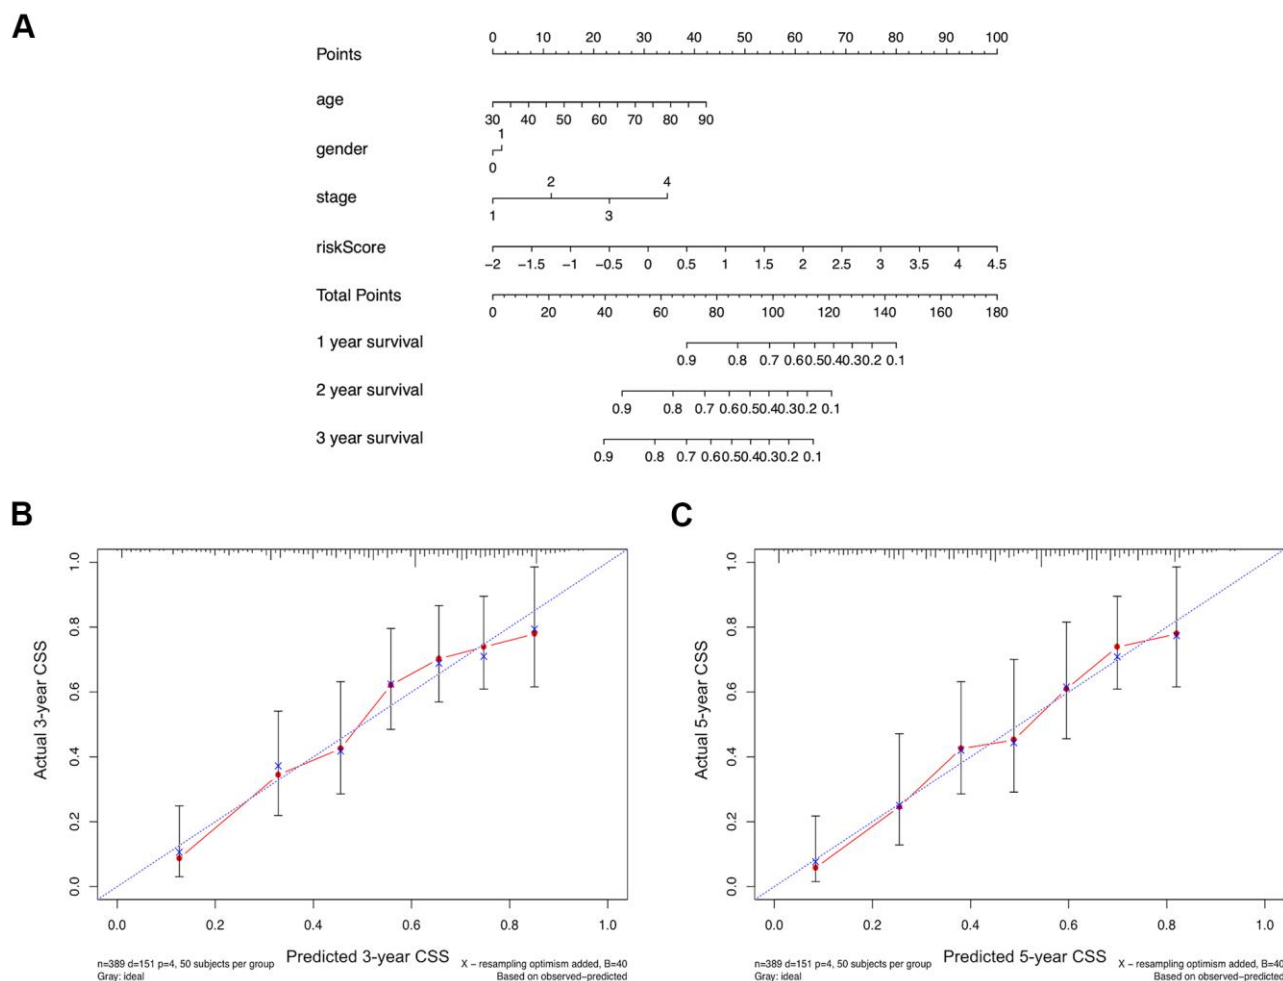 A
Points
0 10 20 30 40 50 60 70 80 90 100
age
30 40 45 50 55 60 65 70 75 80 90
gender
1
0
stage
2 4
1 3
riskScore
−2 −1.5 −1 −0.5 0 0.5 1 1.5 2 2.5 3 3.5 4 4.5
Total Points
0 20 40 60 80 100 120 140 160 180
1 year survival
0.9 0.8 0.7 0.6 0.5 0.4 0.3 0.2 0.1
2 year survival
0.9 0.8 0.7 0.6 0.5 0.4 0.3 0.2 0.1
3 year survival
0.9 0.8 0.7 0.6 0.5 0.4 0.3 0.2 0.1
B
Actual 3-year CSS
1.0
0.8
0.6
0.4
0.2
0.0
0.0 0.2 0.4 0.6 0.8 1.0
Predicted 3-year CSS
n=389 d=151 p=4, 50 subjects per group
Gray: ideal
X − resampling optimism added, B=40
Based on observed−predicted
C
Actual 5-year CSS
1.0
0.8
0.6
0.4
0.2
0.0
0.0 0.2 0.4 0.6 0.8 1.0
Predicted 5-year CSS
n=389 d=151 p=4, 50 subjects per group
Gray: ideal
X − resampling optimism added, B=40
Based on observed−predicted